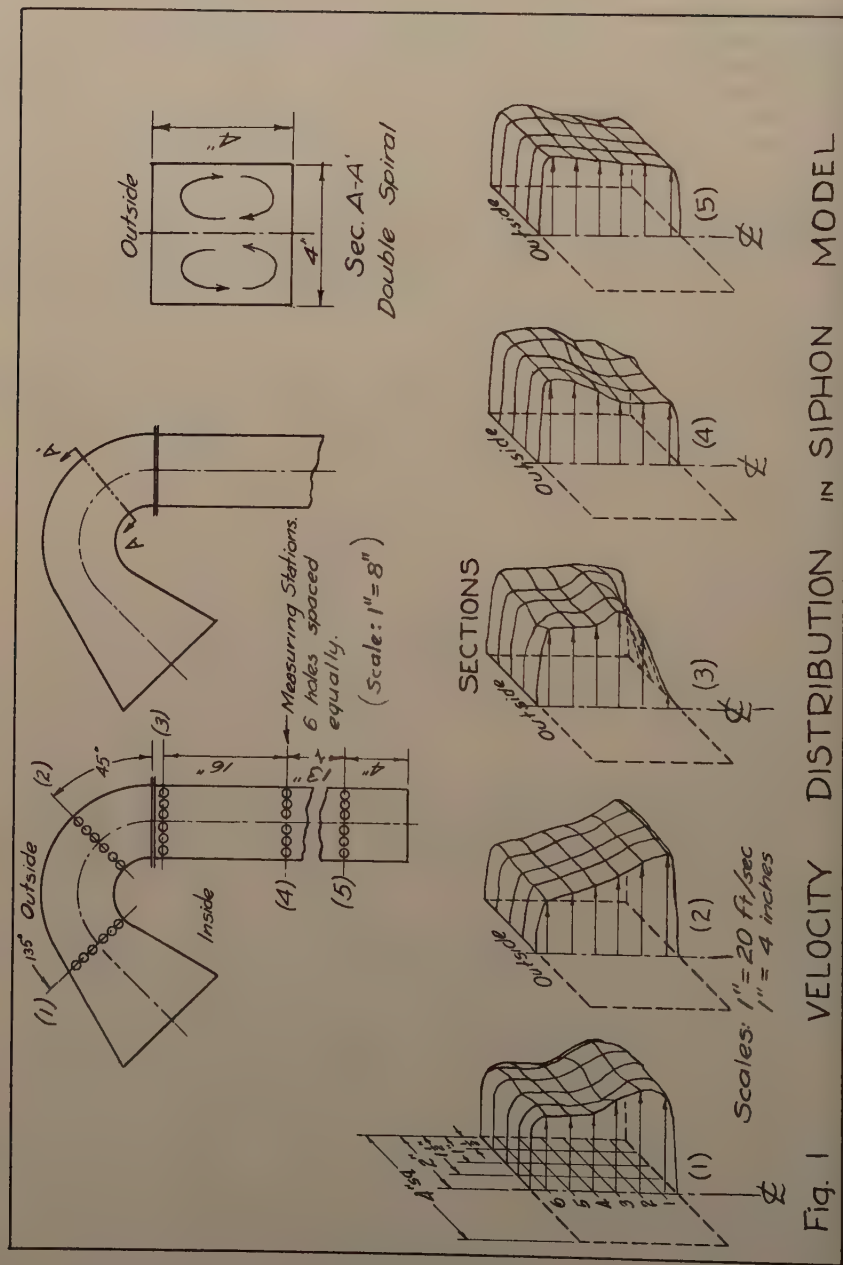 (1)
135°
Outside
(2)
45°
(3)
16"
Inside
(4)
(5)
13"
4"
Measuring Stations.
6 holes spaced
equally.
(Scale: 1"=8")
A
A'
Outside
4"
4"
Sec. A-A'
Double Spiral
SECTIONS
6
5
4
3
2
1
(1)
℄
Outside
(2)
Scales: 1"=20 ft/sec
1" = 4 inches
Outside
(3)
℄
Outside
(4)
℄
Outside
(5)
℄
Fig. 1 VELOCITY DISTRIBUTION IN SIPHON MODEL